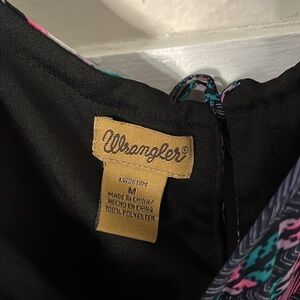 Wrangler®
M
MADE IN CHINA/
HECHO EN CHINA
100% POLYESTER